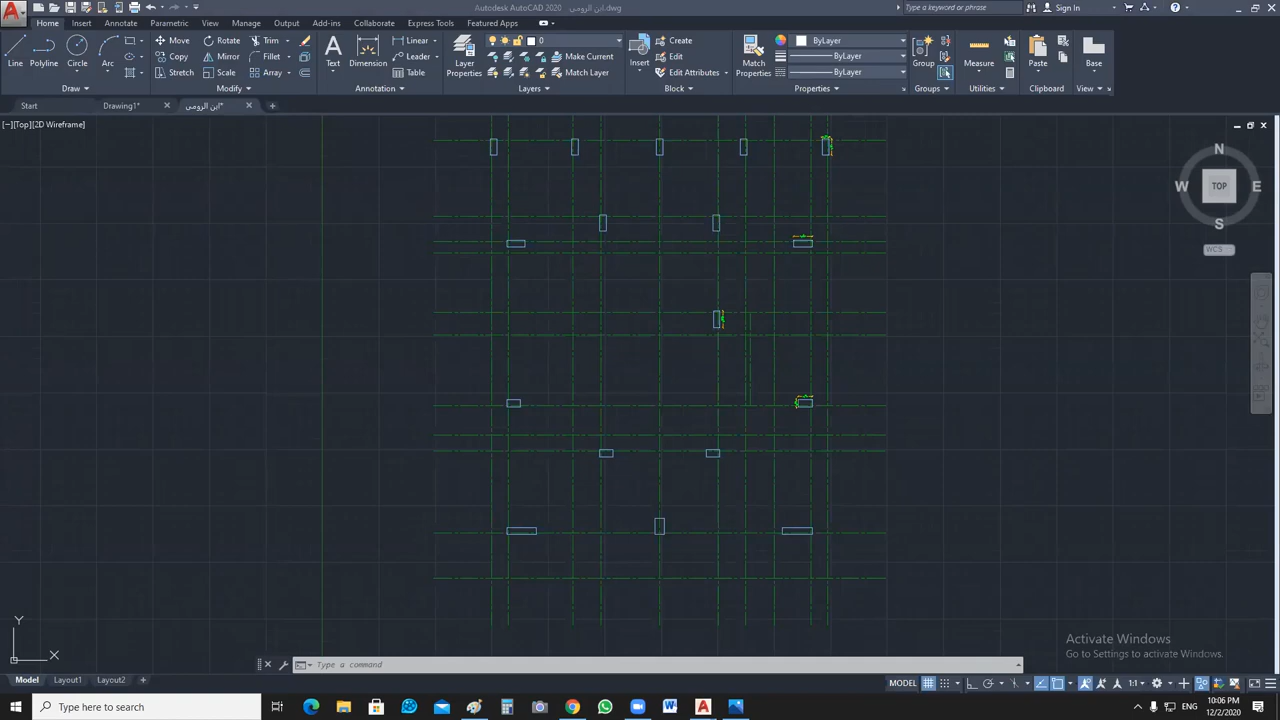 Autodesk AutoCAD 2020 ابن الرومى.dwg
Type a keyword or phrase
Sign In
Home Insert Annotate Parametric View Manage Output Add-ins Collaborate Express Tools Featured Apps
Line Polyline Circle Arc
Move Rotate Trim
Copy Mirror Fillet
Stretch Scale Array
Text Dimension
Linear
Leader
Table
Layer Properties
0
Make Current
Match Layer
Insert
Create
Edit
Edit Attributes
Match Properties
ByLayer
ByLayer
ByLayer
Group Measure Paste Base
Draw Modify Annotation Layers Block Properties Groups Utilities Clipboard View
Start Drawing1* ابن الرومى*
[−][Top][2D Wireframe]
N
W TOP E
S
WCS
Y
X
Activate Windows
Go to Settings to activate Windows.
Type a command
Model Layout1 Layout2
MODEL 1:1
Type here to search
ENG
10:06 PM
12/2/2020